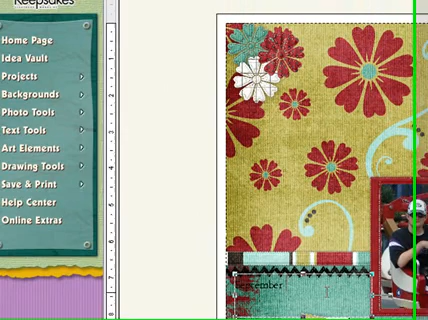 Keepsakes
Home Page
Idea Vault
Projects
Backgrounds
Photo Tools
Text Tools
Art Elements
Drawing Tools
Save & Print
Help Center
Online Extras
September